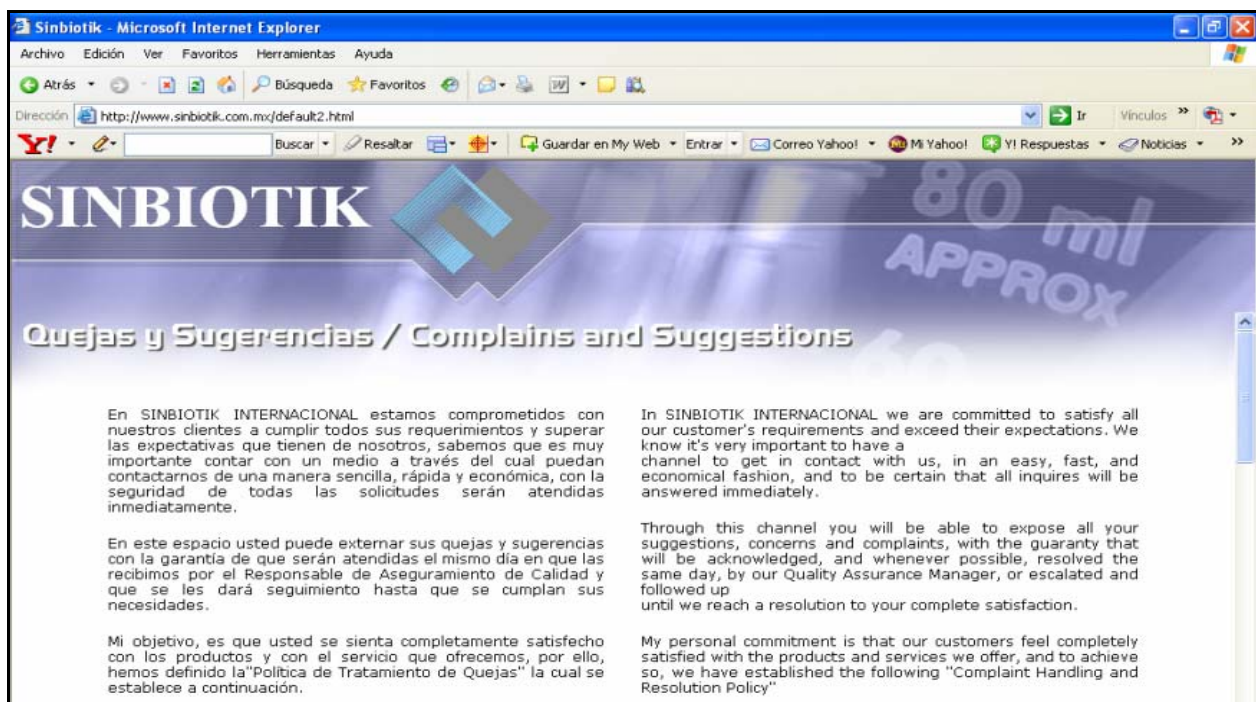 Sinbiotik - Microsoft Internet Explorer
Archivo Edición Ver Favoritos Herramientas Ayuda
Atrás Búsqueda Favoritos
Dirección http://www.sinbiotik.com.mx/default2.html Ir Vínculos »
Y! Buscar Resaltar Guardar en My Web Entrar Correo Yahoo! Mi Yahoo! Y! Respuestas Noticias »
SINBIOTIK
80 ml
APPROX
60
Quejas y Sugerencias / Complains and Suggestions
En SINBIOTIK INTERNACIONAL estamos comprometidos con
nuestros clientes a cumplir todos sus requerimientos y superar
las expectativas que tienen de nosotros, sabemos que es muy
importante contar con un medio a través del cual puedan
contactarnos de una manera sencilla, rápida y económica, con la
seguridad de todas las solicitudes serán atendidas
inmediatamente.
En este espacio usted puede externar sus quejas y sugerencias
con la garantía de que serán atendidas el mismo día en que las
recibimos por el Responsable de Aseguramiento de Calidad y
que se les dará seguimiento hasta que se cumplan sus
necesidades.
Mi objetivo, es que usted se sienta completamente satisfecho
con los productos y con el servicio que ofrecemos, por ello,
hemos definido la"Política de Tratamiento de Quejas" la cual se
establece a continuación.
In SINBIOTIK INTERNACIONAL we are committed to satisfy all
our customer's requirements and exceed their expectations. We
know it's very important to have a
channel to get in contact with us, in an easy, fast, and
economical fashion, and to be certain that all inquires will be
answered immediately.
Through this channel you will be able to expose all your
suggestions, concerns and complaints, with the guaranty that
will be acknowledged, and whenever possible, resolved the
same day, by our Quality Assurance Manager, or escalated and
followed up
until we reach a resolution to your complete satisfaction.
My personal commitment is that our customers feel completely
satisfied with the products and services we offer, and to achieve
so, we have established the following "Complaint Handling and
Resolution Policy"